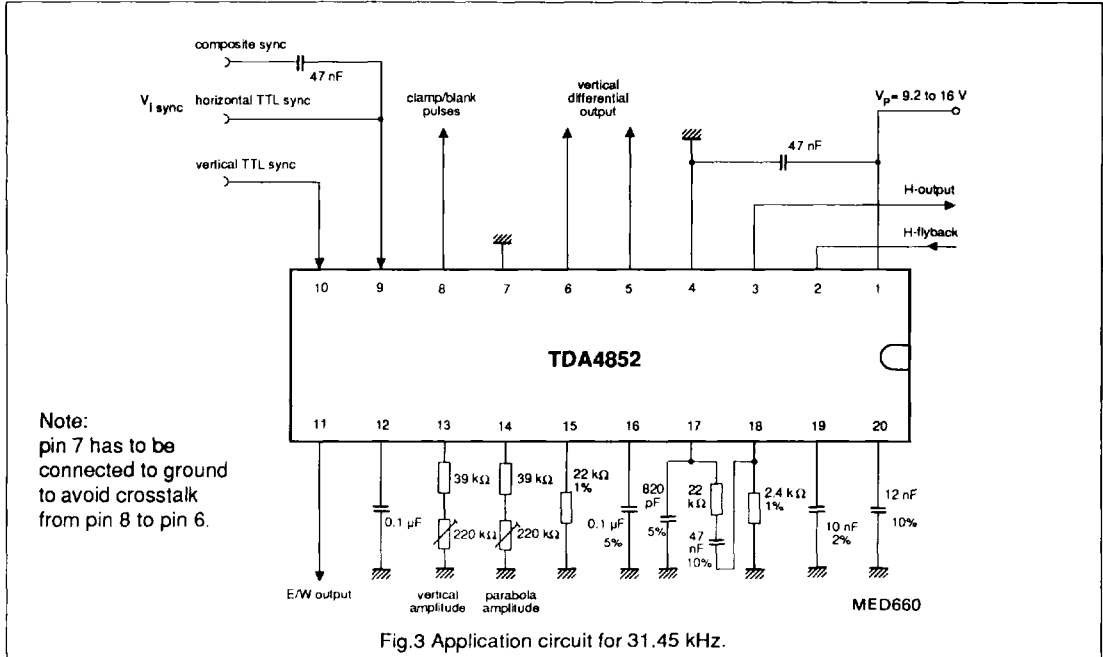 composite sync
47 nF
V I sync
horizontal TTL sync
vertical TTL sync
clamp/blank
pulses
vertical
differential
output
47 nF
VP= 9.2 to 16 V
H-output
H-flyback
10 9 8 7 6 5 4 3 2 1
TDA4852
Note:
pin 7 has to be
connected to ground
to avoid crosstalk
from pin 8 to pin 6.
11 12 13 14 15 16 17 18 19 20
0.1 µF
39 kΩ
220 kΩ
39 kΩ
220 kΩ
22 kΩ
1%
0.1 µF
5%
820
pF
5%
22
kΩ
47
nF
10%
2.4 kΩ
1%
10 nF
2%
12 nF
10%
E/W output
vertical
amplitude
parabola
amplitude
MED660
Fig.3 Application circuit for 31.45 kHz.